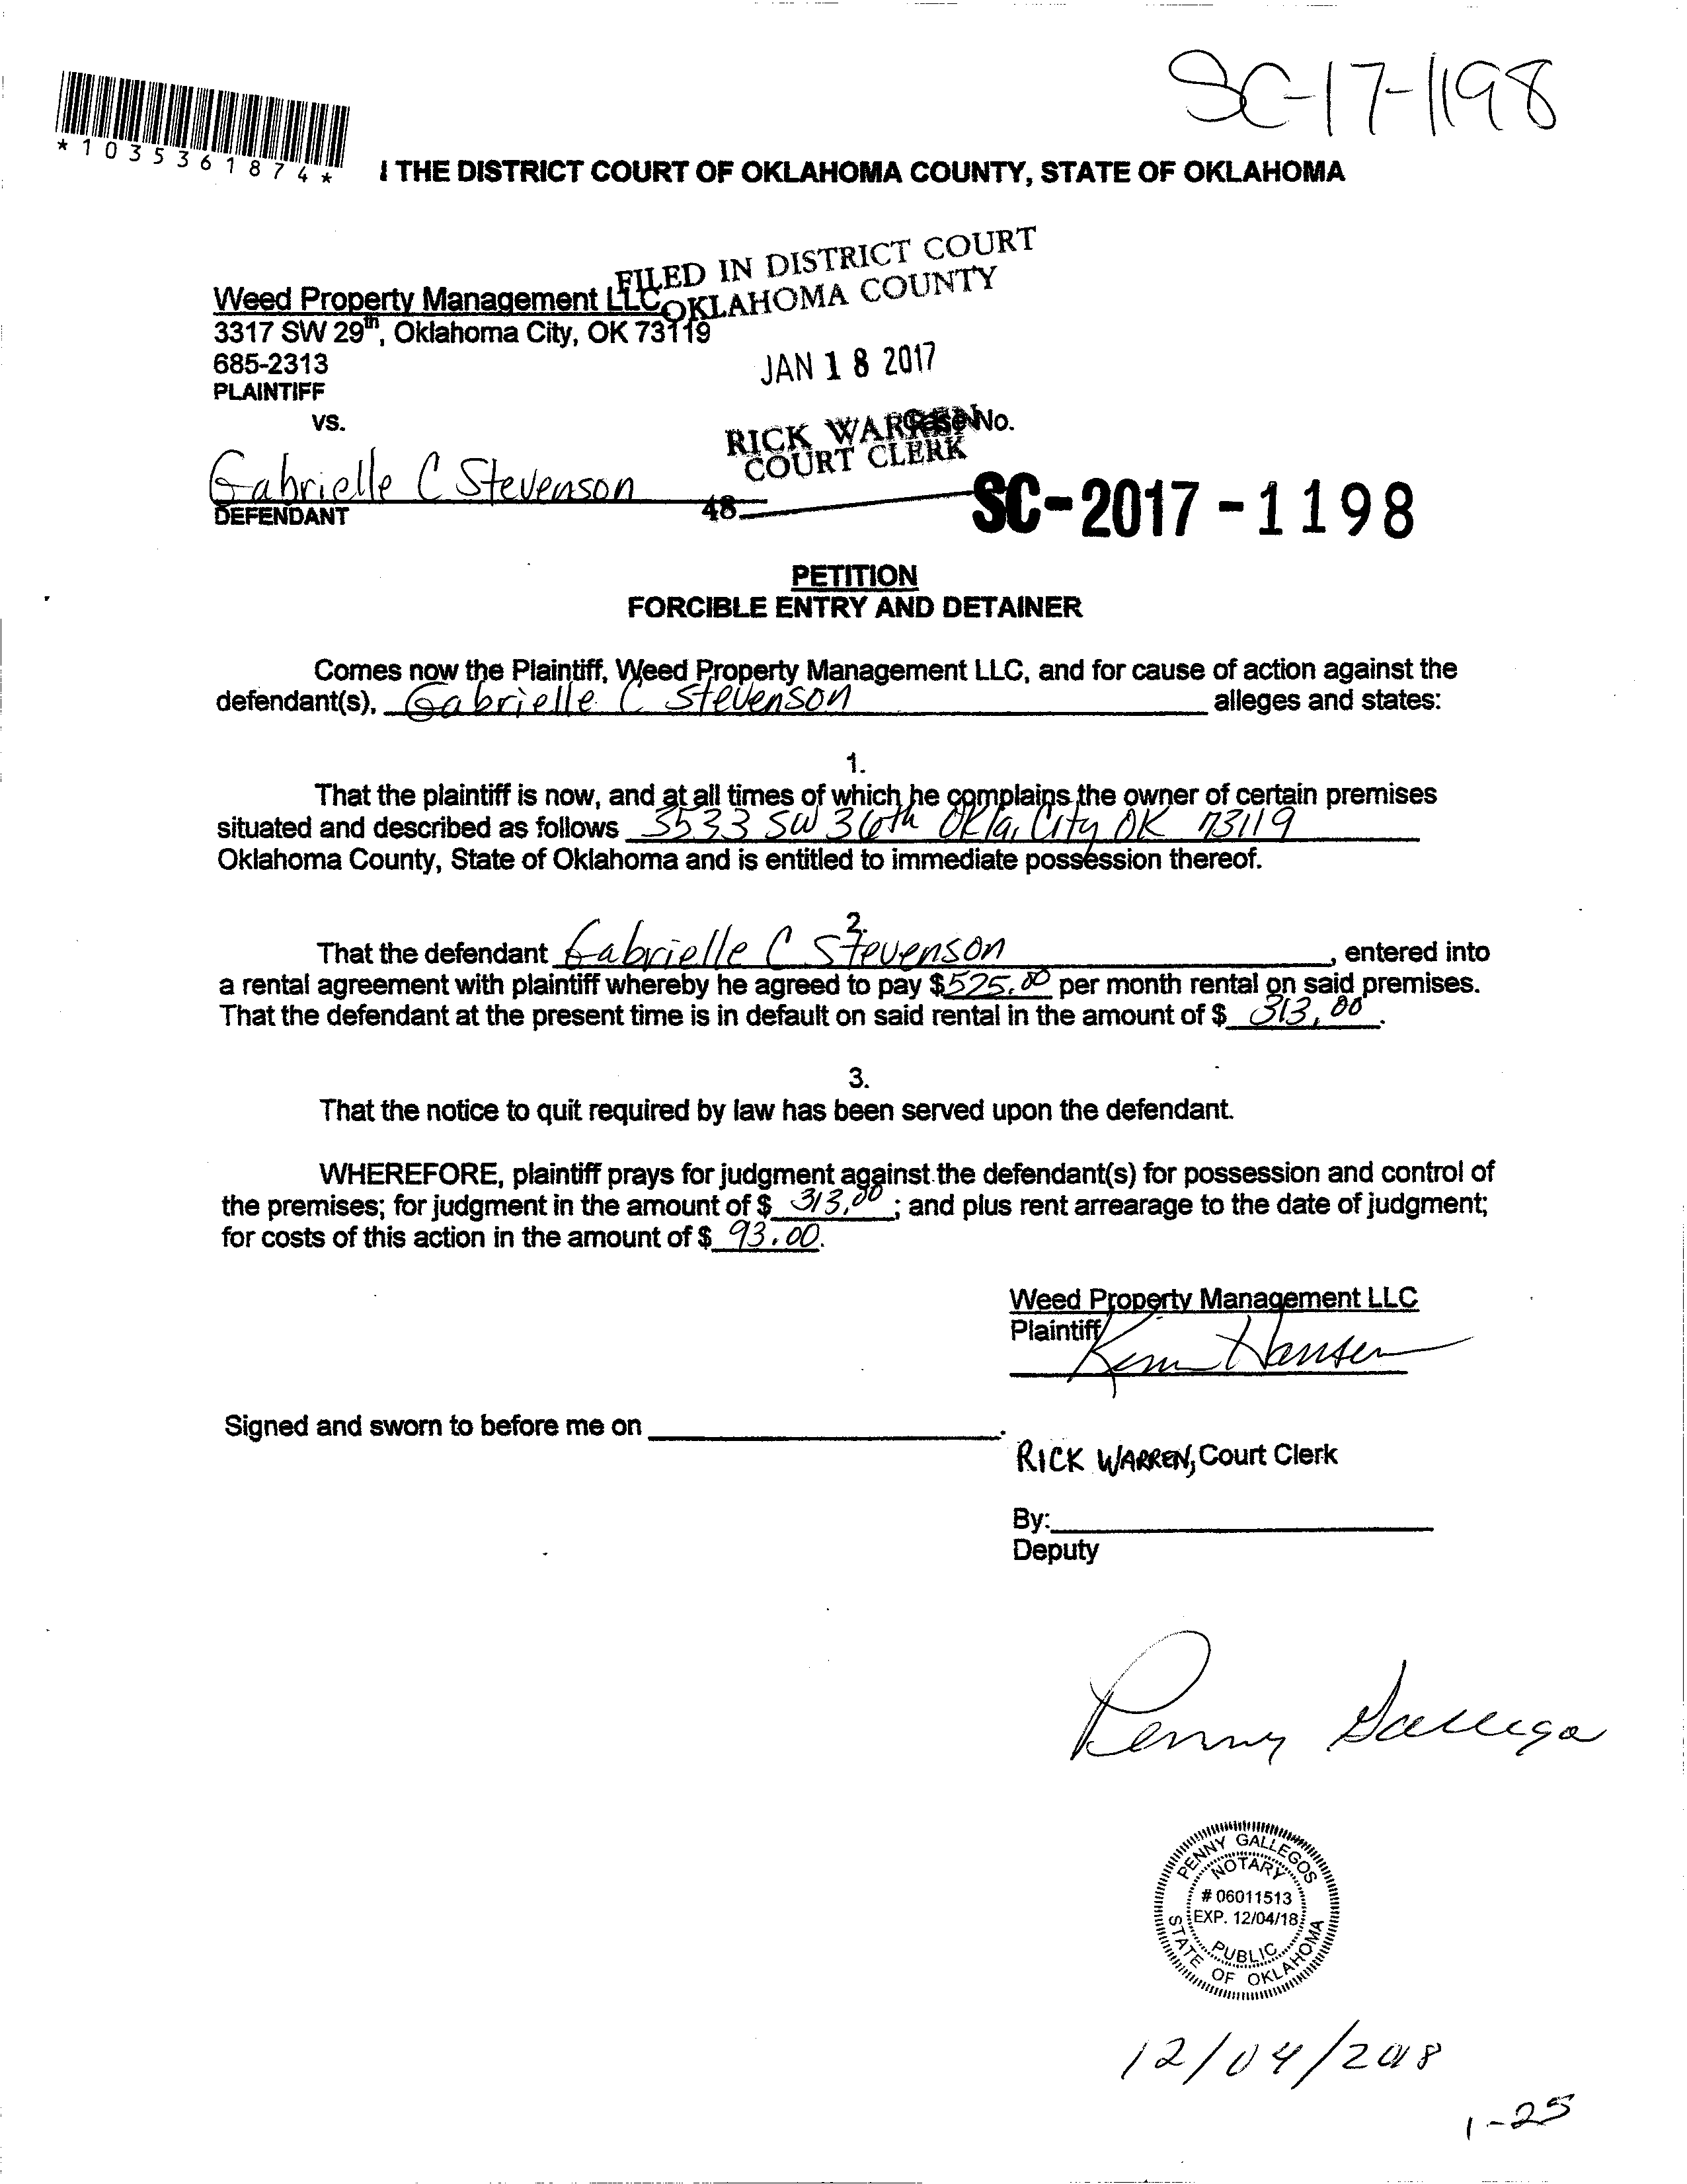 SC-17-1198
*1035361874*
THE DISTRICT COURT OF OKLAHOMA COUNTY, STATE OF OKLAHOMA
FILED IN DISTRICT COURT
OKLAHOMA COUNTY
Weed Property Management LLC
3317 SW 29th, Oklahoma City, OK 73119
685-2313
JAN 18 2017
PLAINTIFF
vs.
RICK WARREN
COURT CLERK
Case No.
Gabrielle C Stevenson
DEFENDANT
48
SC-2017-1198
PETITION
FORCIBLE ENTRY AND DETAINER
Comes now the Plaintiff, Weed Property Management LLC, and for cause of action against the
defendant(s), Gabrielle C Stevenson alleges and states:
1.
That the plaintiff is now, and at all times of which he complains the owner of certain premises
situated and described as follows 3533 SW 36th Okla, City OK 73119
Oklahoma County, State of Oklahoma and is entitled to immediate possession thereof.
2.
That the defendant Gabrielle C Stevenson, entered into
a rental agreement with plaintiff whereby he agreed to pay $525.00 per month rental on said premises.
That the defendant at the present time is in default on said rental in the amount of $ 313.00.
3.
That the notice to quit required by law has been served upon the defendant.
WHEREFORE, plaintiff prays for judgment against the defendant(s) for possession and control of
the premises; for judgment in the amount of $ 313.00; and plus rent arrearage to the date of judgment;
for costs of this action in the amount of $ 93.00.
Weed Property Management LLC
Plaintiff
Hansen
Signed and sworn to before me on .
RICK WARREN, Court Clerk
By:
Deputy
Penny
PENNY GALLEGOS
NOTARY
# 06011513
EXP. 12/04/18
PUBLIC
STATE OF OKLAHOMA
12/04/2018
1-25